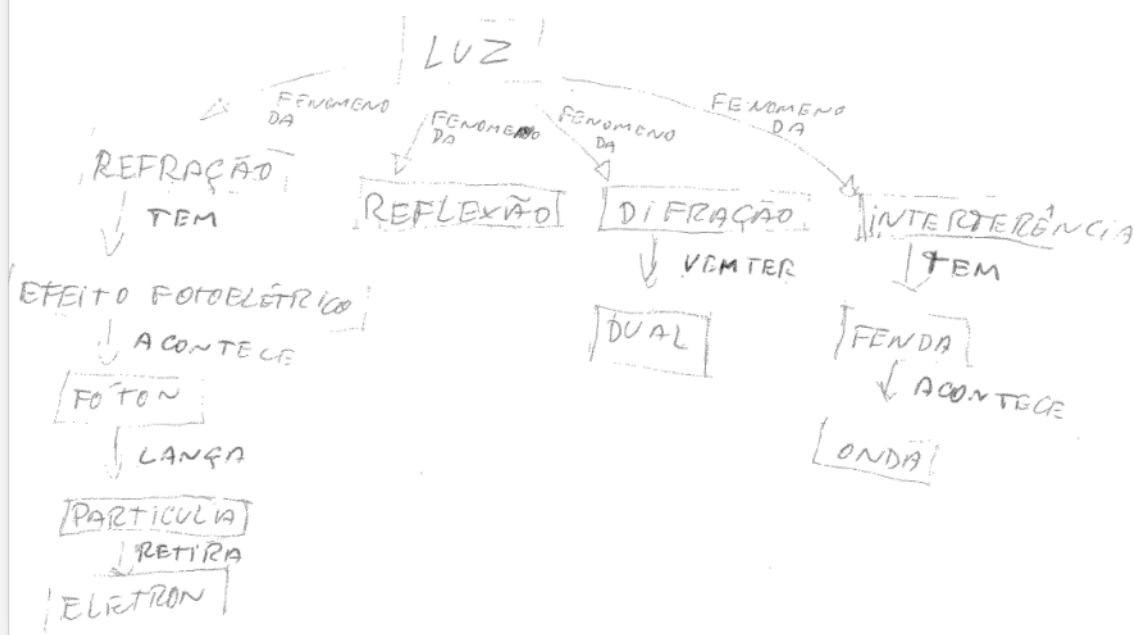 LUZ
FENOMENO
DA
FENOMENO
DA
FENOMENO
DA
FENOMENO
DA
REFRAÇÃO
REFLEXÃO
DIFRAÇÃO
INTERFERÊNCIA
TEM
VEM TER
TEM
EFEITO FOTOELÉTRICO
DUAL
FENDA
ACONTECE
ACONTECE
FÓTON
ONDA
LANÇA
PARTICULIA
RETIRA
ELETRON